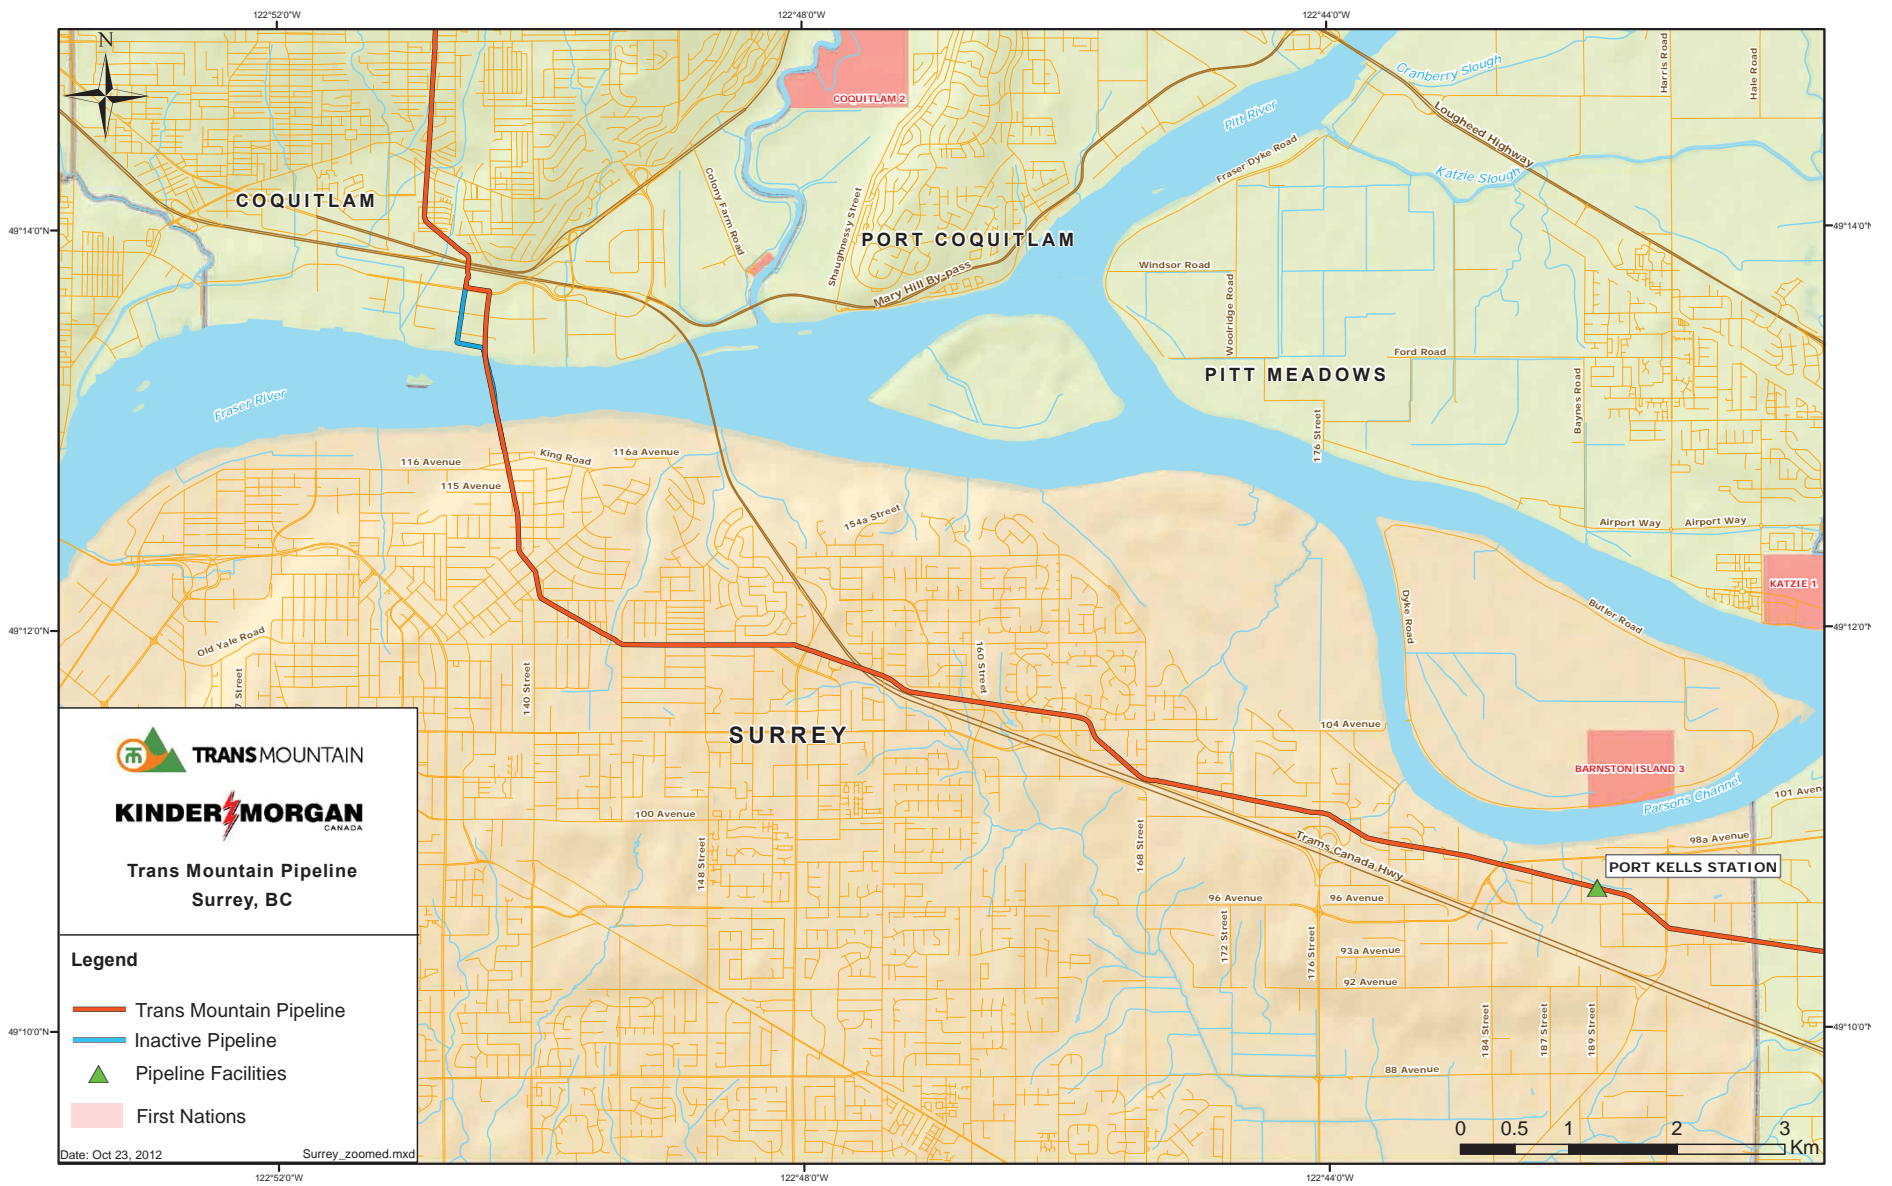 122°52'0"W
122°48'0"W
122°44'0"W
N
COQUITLAM 2
Cranberry Slough
Harris Road
Hale Road
Pitt River
Lougheed Highway
Fraser Dyke Road
Katzie Slough
COQUITLAM
Colony Farm Road
Shaughnessy Street
PORT COQUITLAM
49°14'0"N
49°14'0"N
Mary Hill By-pass
Windsor Road
Woolridge Road
Ford Road
PITT MEADOWS
Baynes Road
Fraser River
176 Street
116 Avenue
King Road
116a Avenue
115 Avenue
154a Street
Airport Way
Airport Way
KATZIE 1
Dyke Road
Butler Road
49°12'0"N
49°12'0"N
Old Yale Road
7 Street
140 Street
160 Street
SURREY
104 Avenue
BARNSTON ISLAND 3
Parsons Channel
101 Aven
100 Avenue
148 Street
168 Street
Trams Canada Hwy
98a Avenue
PORT KELLS STATION
96 Avenue
96 Avenue
172 Street
176 Street
93a Avenue
92 Avenue
184 Street
187 Street
189 Street
88 Avenue
49°10'0"N
49°10'0"N
TRANSMOUNTAIN
KINDER MORGAN
CANADA
Trans Mountain Pipeline
Surrey, BC
Legend
Trans Mountain Pipeline
Inactive Pipeline
Pipeline Facilities
First Nations
Date: Oct 23, 2012
Surrey_zoomed.mxd
0 0.5 1 2 3
Km
122°52'0"W
122°48'0"W
122°44'0"W